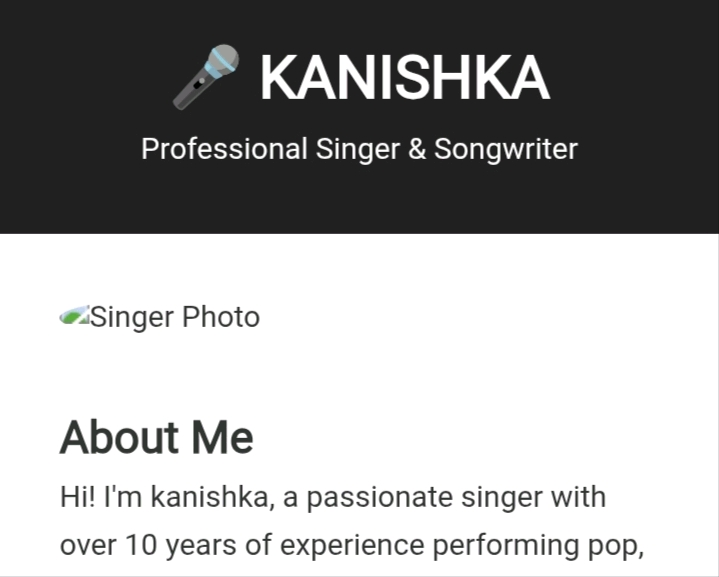 🎤 KANISHKA
Professional Singer & Songwriter
Singer Photo
About Me
Hi! I'm kanishka, a passionate singer with
over 10 years of experience performing pop,